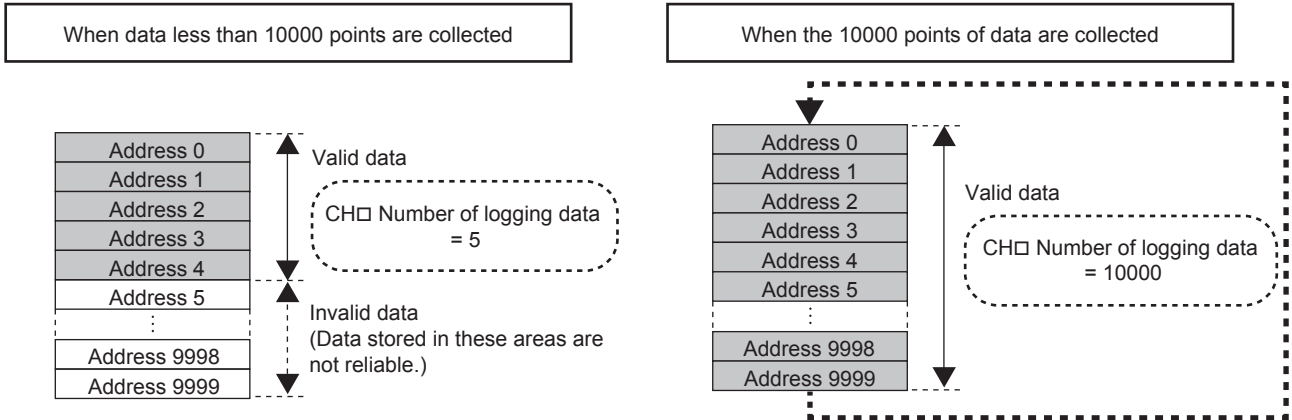 When data less than 10000 points are collected
Address 0
Address 1
Address 2
Address 3
Address 4
Address 5
⋮
Address 9998
Address 9999
Valid data
CH□ Number of logging data
= 5
Invalid data
(Data stored in these areas are
not reliable.)
When the 10000 points of data are collected
Address 0
Address 1
Address 2
Address 3
Address 4
Address 5
⋮
Address 9998
Address 9999
Valid data
CH□ Number of logging data
= 10000